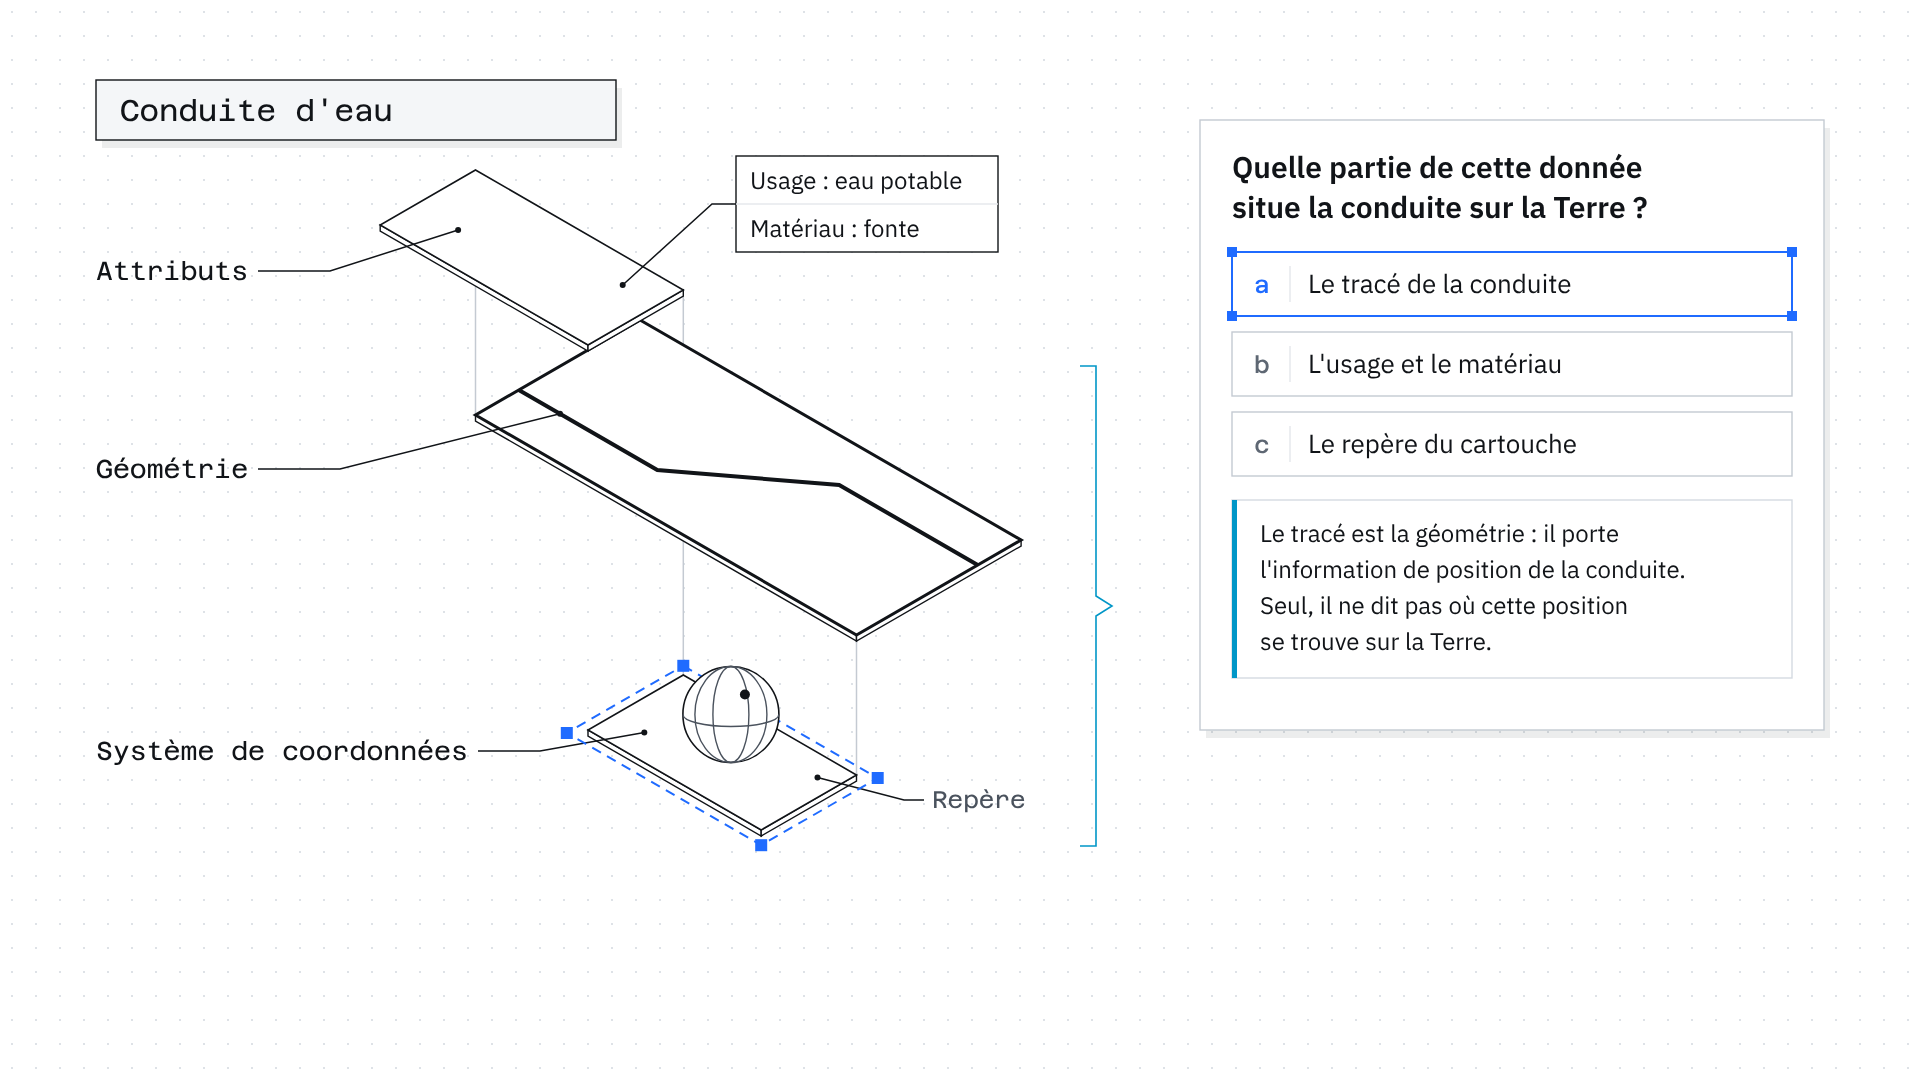 Conduite d'eau
Usage : eau potable
Matériau : fonte
Attributs
Géométrie
Système de coordonnées
Repère
Quelle partie de cette donnée
situe la conduite sur la Terre ?
a Le tracé de la conduite
b L'usage et le matériau
c Le repère du cartouche
Le tracé est la géométrie : il porte
l'information de position de la conduite.
Seul, il ne dit pas où cette position
se trouve sur la Terre.